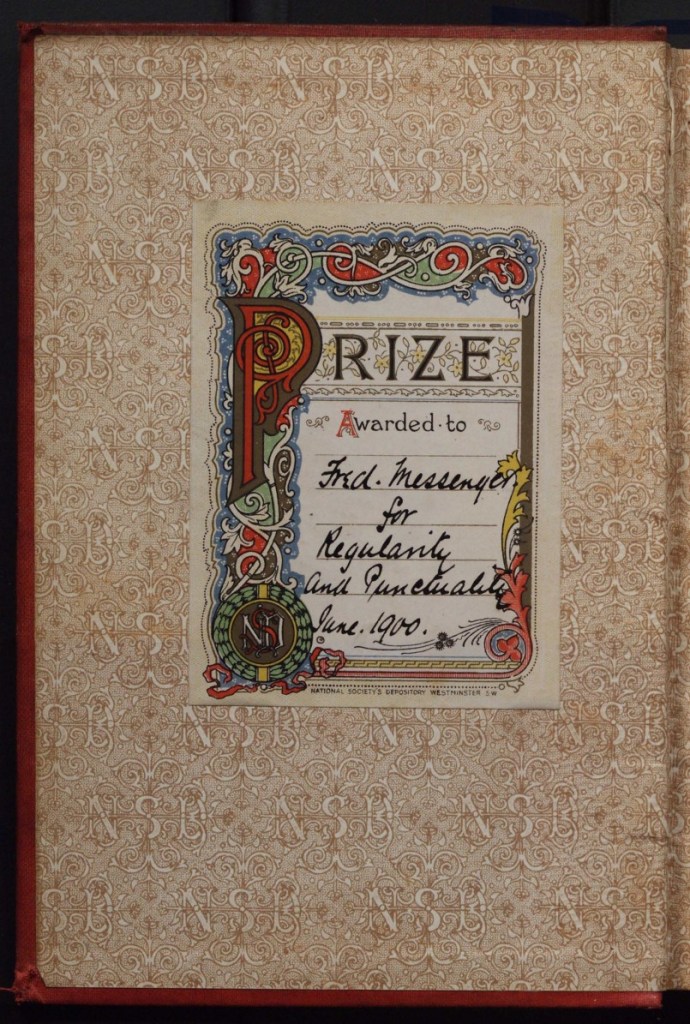 PRIZE
Awarded to
Fred. Messenger
for
Regularity
and Punctuality
June. 1900.
NATIONAL SOCIETY'S DEPOSITORY WESTMINSTER S.W